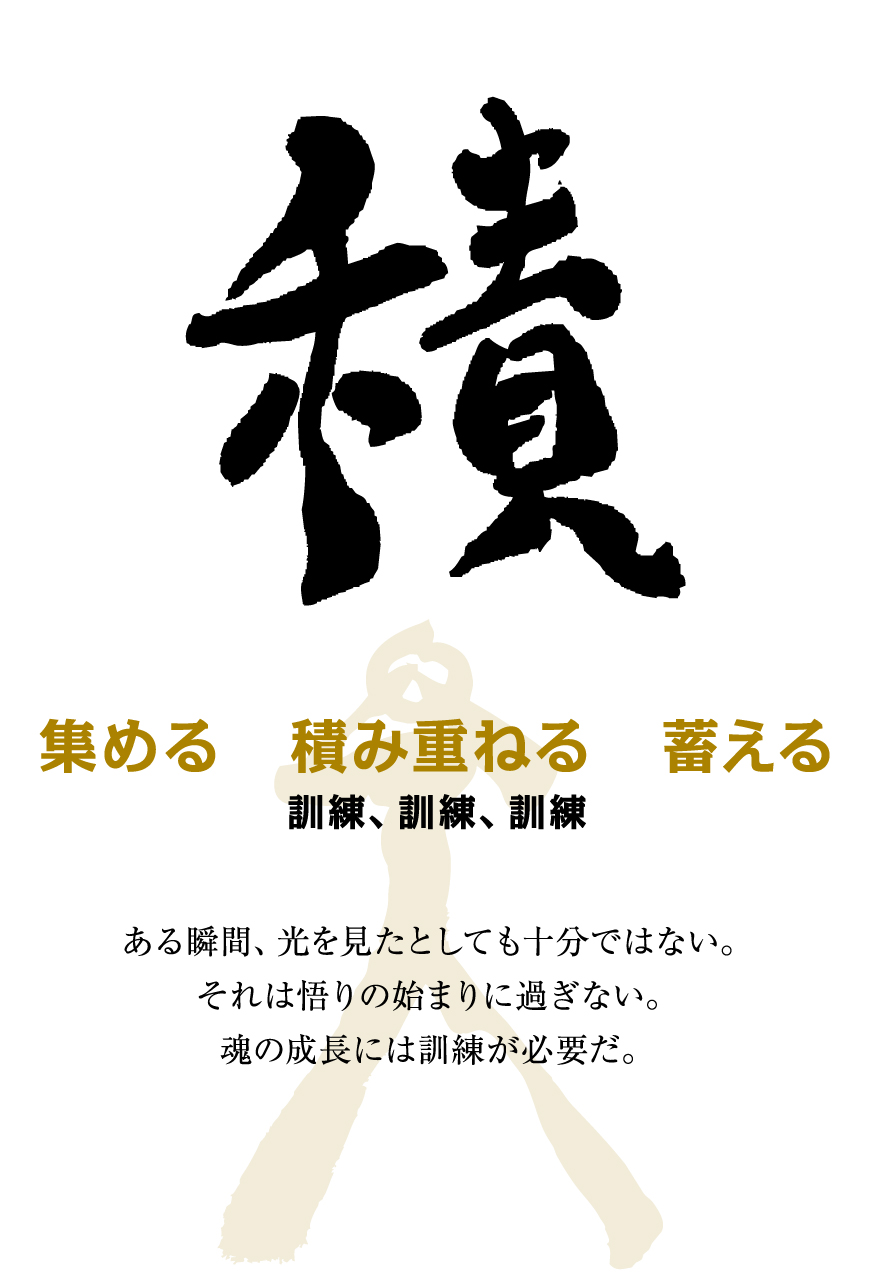 積
集める　積み重ねる　蓄える
訓練、訓練、訓練
ある瞬間、光を見たとしても十分ではない。
それは悟りの始まりに過ぎない。
魂の成長には訓練が必要だ。